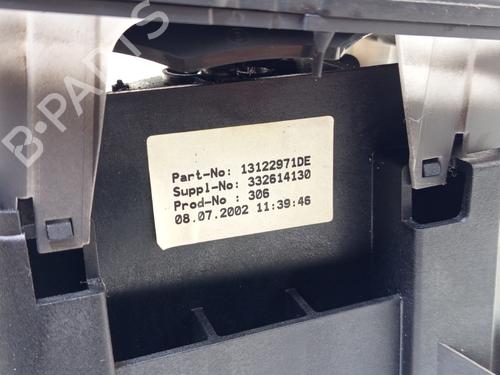 B-PARTS
Part-No: 13122971DE
Suppl-No: 332614130
Prod-No : 306
08.07.2002 11:39:46